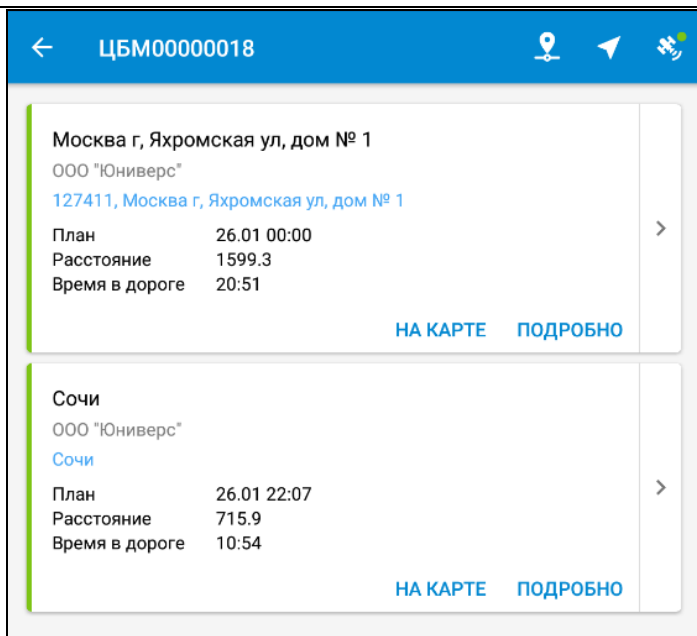 ЦБМ00000018
Москва г, Яхромская ул, дом № 1
ООО "Юниверс"
127411, Москва г, Яхромская ул, дом № 1
План 26.01 00:00
Расстояние 1599.3
Время в дороге 20:51
НА КАРТЕ ПОДРОБНО
Сочи
ООО "Юниверс"
Сочи
План 26.01 22:07
Расстояние 715.9
Время в дороге 10:54
НА КАРТЕ ПОДРОБНО